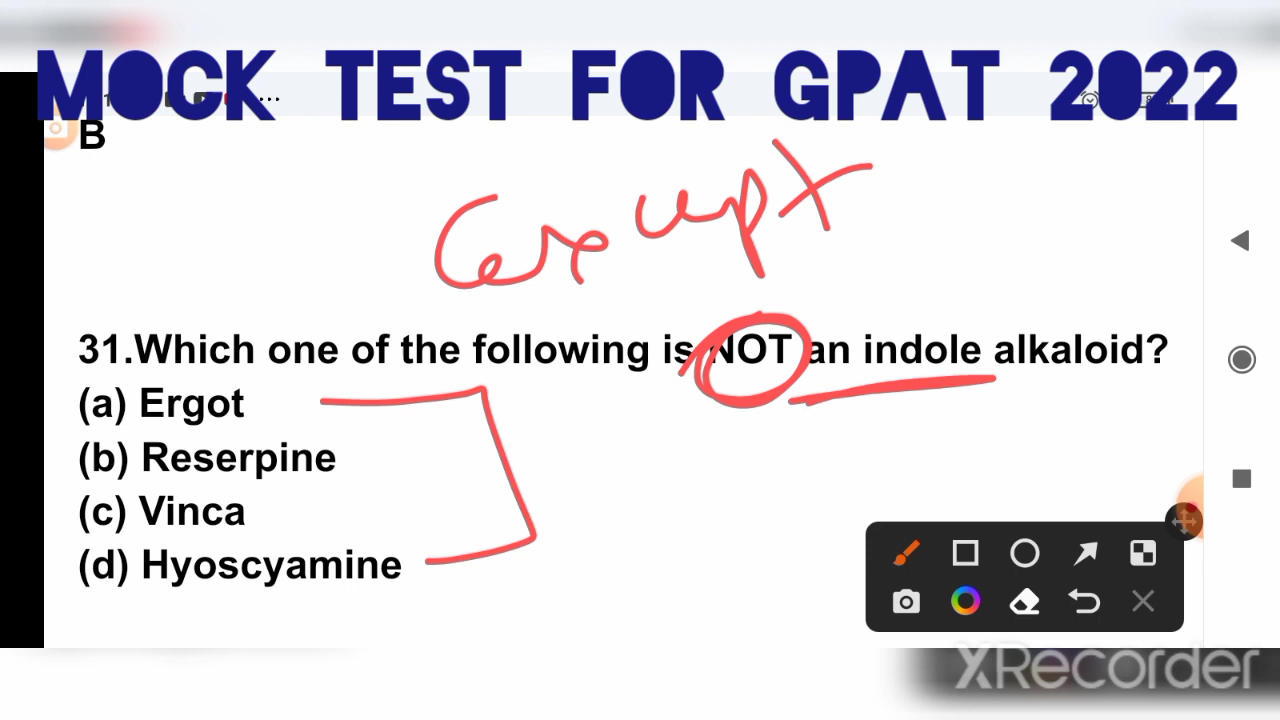 MOCK TEST FOR GPAT 2022
B
except
31.Which one of the following is NOT an indole alkaloid?
(a) Ergot
(b) Reserpine
(c) Vinca
(d) Hyoscyamine
XRecorder